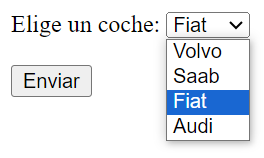 Elige un coche: Fiat
Volvo
Saab
Enviar
Fiat
Audi